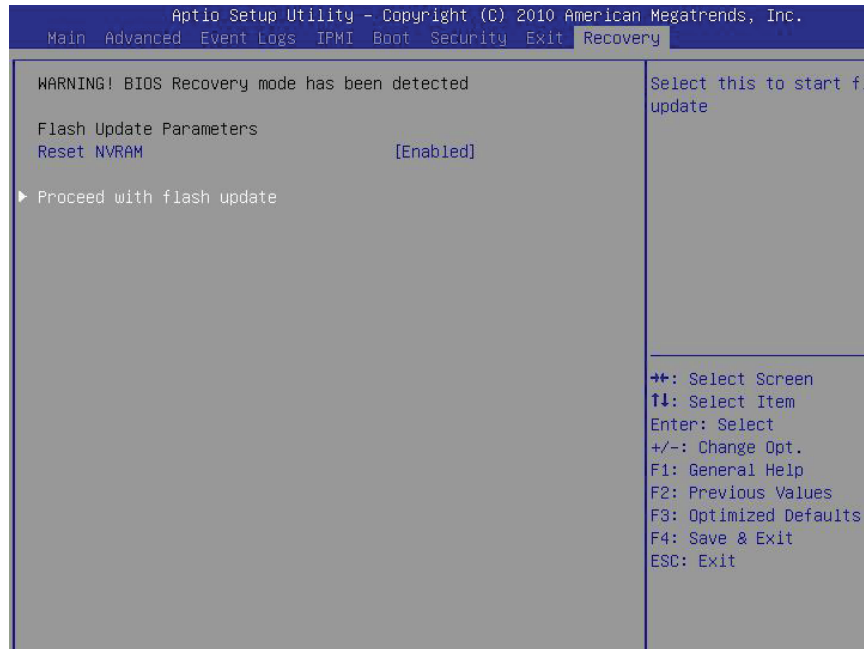 Aptio Setup Utility – Copyright (C) 2010 American Megatrends, Inc.
Main Advanced Event Logs IPMI Boot Security Exit Recovery
WARNING! BIOS Recovery mode has been detected
Flash Update Parameters
Reset NVRAM [Enabled]
▶ Proceed with flash update
Select this to start f
update
→←: Select Screen
↑↓: Select Item
Enter: Select
+/-: Change Opt.
F1: General Help
F2: Previous Values
F3: Optimized Defaults
F4: Save & Exit
ESC: Exit